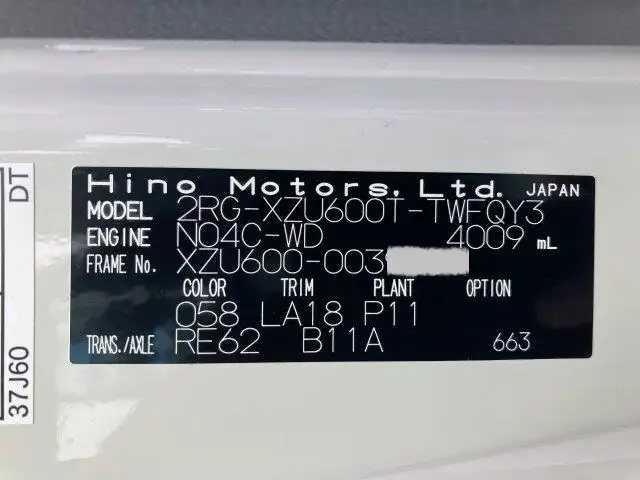 Hino Motors, Ltd. JAPAN
MODEL 2RG-XZU600T-TWFQY3
ENGINE N04C-WD 4009 mL
FRAME No. XZU600-003
COLOR TRIM PLANT OPTION
058 LA18 P11
TRANS./AXLE RE62 B11A 663
DT
37J60